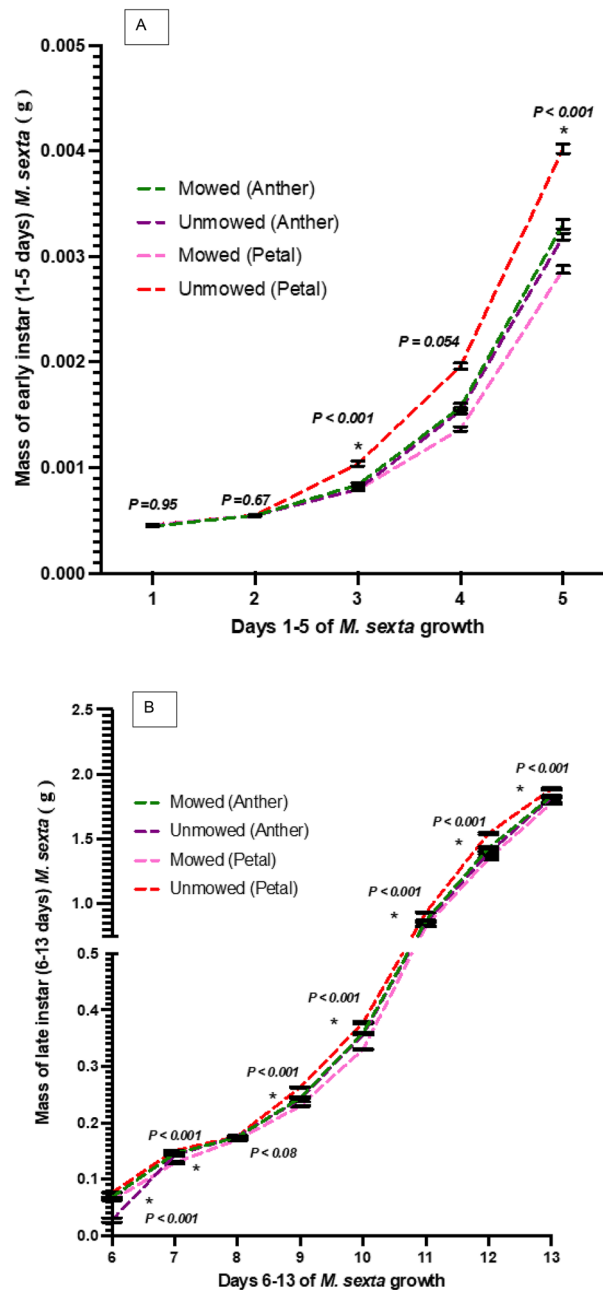 A
Mass of early instar (1-5 days) M. sexta ( g )
0.005
0.004
0.003
0.002
0.001
0.000
Mowed (Anther)
Unmowed (Anther)
Mowed (Petal)
Unmowed (Petal)
P =0.95
P =0.67
P < 0.001
*
P = 0.054
P < 0.001
*
1 2 3 4 5
Days 1-5 of M. sexta growth
B
Mass of late instar (6-13 days) M. sexta ( g )
2.5
2.0
1.5
1.0
0.5
0.4
0.3
0.2
0.1
0.0
Mowed (Anther)
Unmowed (Anther)
Mowed (Petal)
Unmowed (Petal)
P < 0.001
*
P < 0.001
*
P < 0.001
*
P < 0.001
*
P < 0.001
*
P < 0.001
*
P < 0.08
*
P < 0.001
*
6 7 8 9 10 11 12 13
Days 6-13 of M. sexta growth